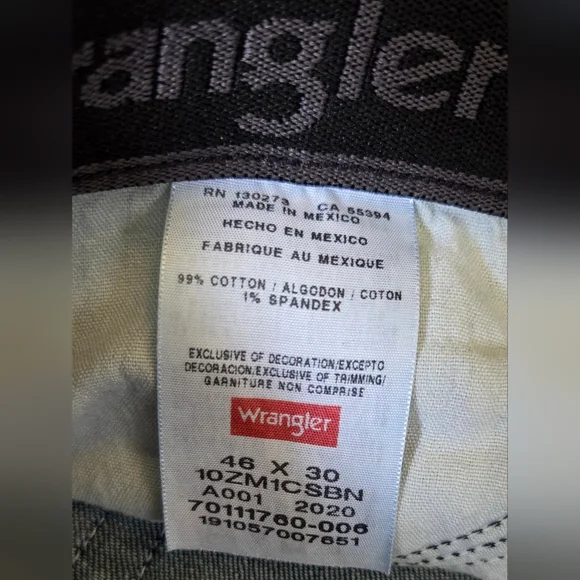 rangler
RN 130273 CA 55394
MADE IN MEXICO
HECHO EN MEXICO
FABRIQUE AU MEXIQUE
99% COTTON / ALGODON / COTON
1% SPANDEX
EXCLUSIVE OF DECORATION/EXCEPTO
DECORACION/EXCLUSIVE OF TRIMMING/
GARNITURE NON COMPRISE
Wrangler
46 X 30
10ZM1CSBN
A001 2020
70111760-006
191057007651